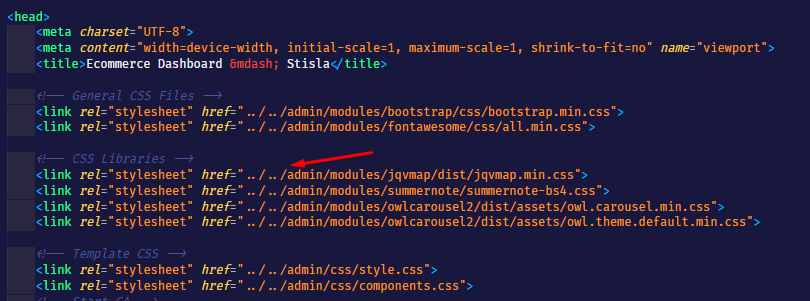 <head>
<meta charset="UTF-8">
<meta content="width=device-width, initial-scale=1, maximum-scale=1, shrink-to-fit=no" name="viewport">
<title>Ecommerce Dashboard &mdash; Stisla</title>
<!-- General CSS Files -->
<link rel="stylesheet" href="../../admin/modules/bootstrap/css/bootstrap.min.css">
<link rel="stylesheet" href="../../admin/modules/fontawesome/css/all.min.css">
<!-- CSS Libraries -->
<link rel="stylesheet" href="../../admin/modules/jqvmap/dist/jqvmap.min.css">
<link rel="stylesheet" href="../../admin/modules/summernote/summernote-bs4.css">
<link rel="stylesheet" href="../../admin/modules/owlcarousel2/dist/assets/owl.carousel.min.css">
<link rel="stylesheet" href="../../admin/modules/owlcarousel2/dist/assets/owl.theme.default.min.css">
<!-- Template CSS -->
<link rel="stylesheet" href="../../admin/css/style.css">
<link rel="stylesheet" href="../../admin/css/components.css">
<!-- Start GA -->